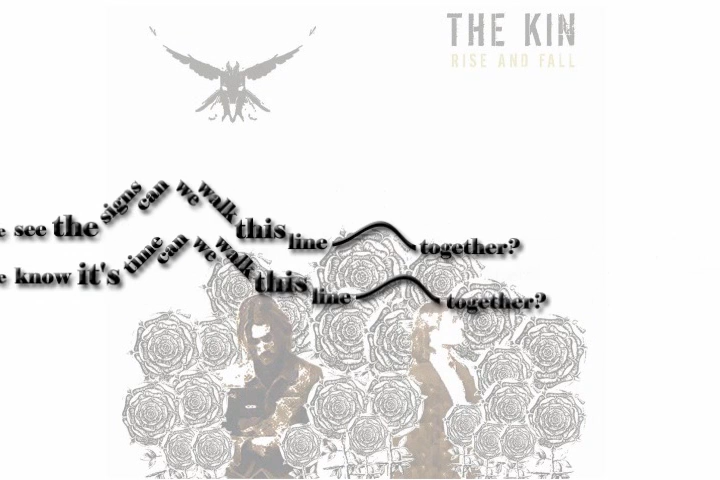 THE KIN
RISE AND FALL
see the signs can we walk this line together?
know it's time can we walk this line together?